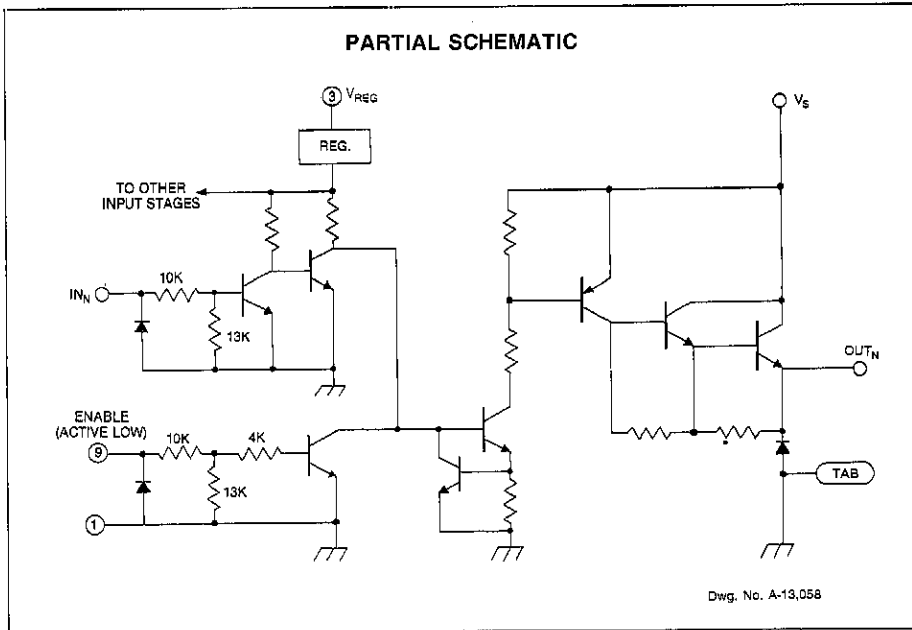 PARTIAL SCHEMATIC
3 VREG
VS
REG.
TO OTHER
INPUT STAGES
10K
INN
13K
OUTN
ENABLE
(ACTIVE LOW)
10K
4K
9
13K
TAB
1
Dwg. No. A-13,058